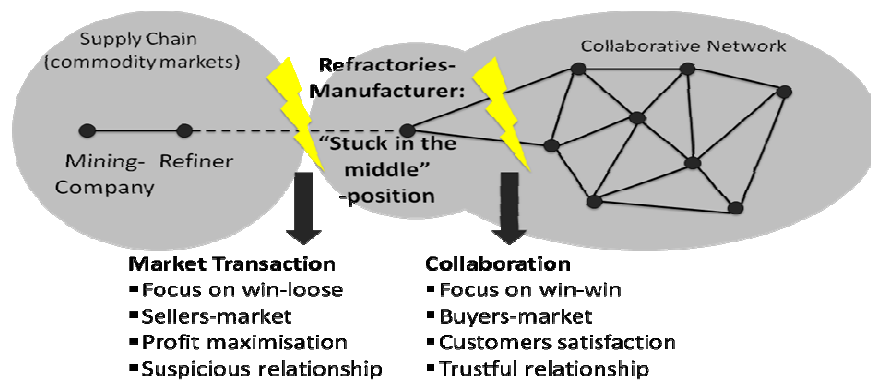 Supply Chain
(commodity markets)
Refractories-
Manufacturer:
Collaborative Network
Mining-
Company
Refiner
“Stuck in the
middle”
-position
Market Transaction
▪Focus on win-loose
▪Sellers-market
▪Profit maximisation
▪Suspicious relationship
Collaboration
▪Focus on win-win
▪Buyers-market
▪Customers satisfaction
▪Trustful relationship